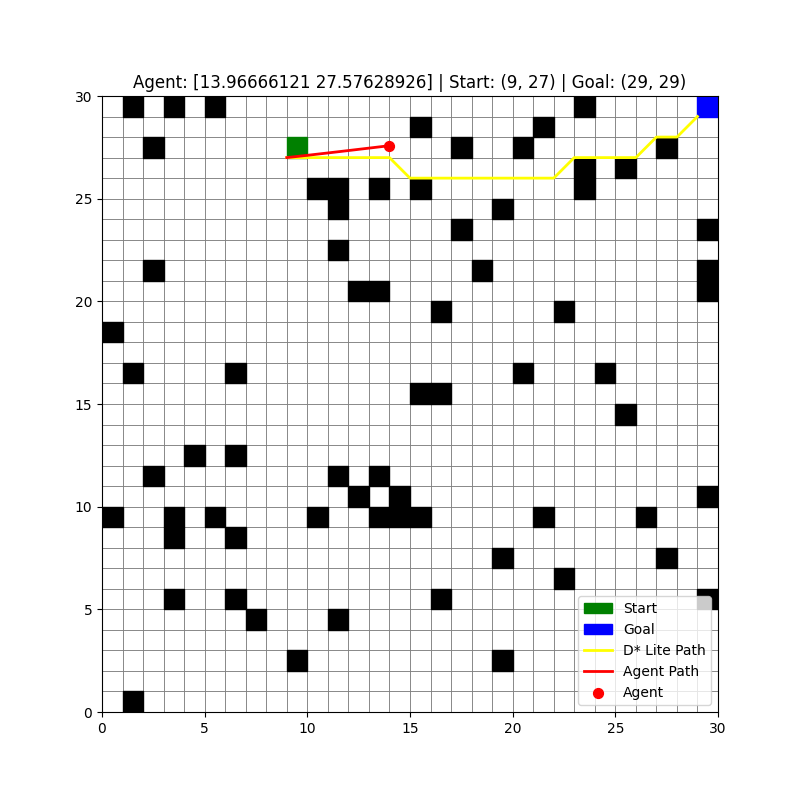 Agent: [13.96666121 27.57628926] | Start: (9, 27) | Goal: (29, 29)
30
25
20
15
10
5
0
0 5 10 15 20 25 30
Start
Goal
D* Lite Path
Agent Path
Agent